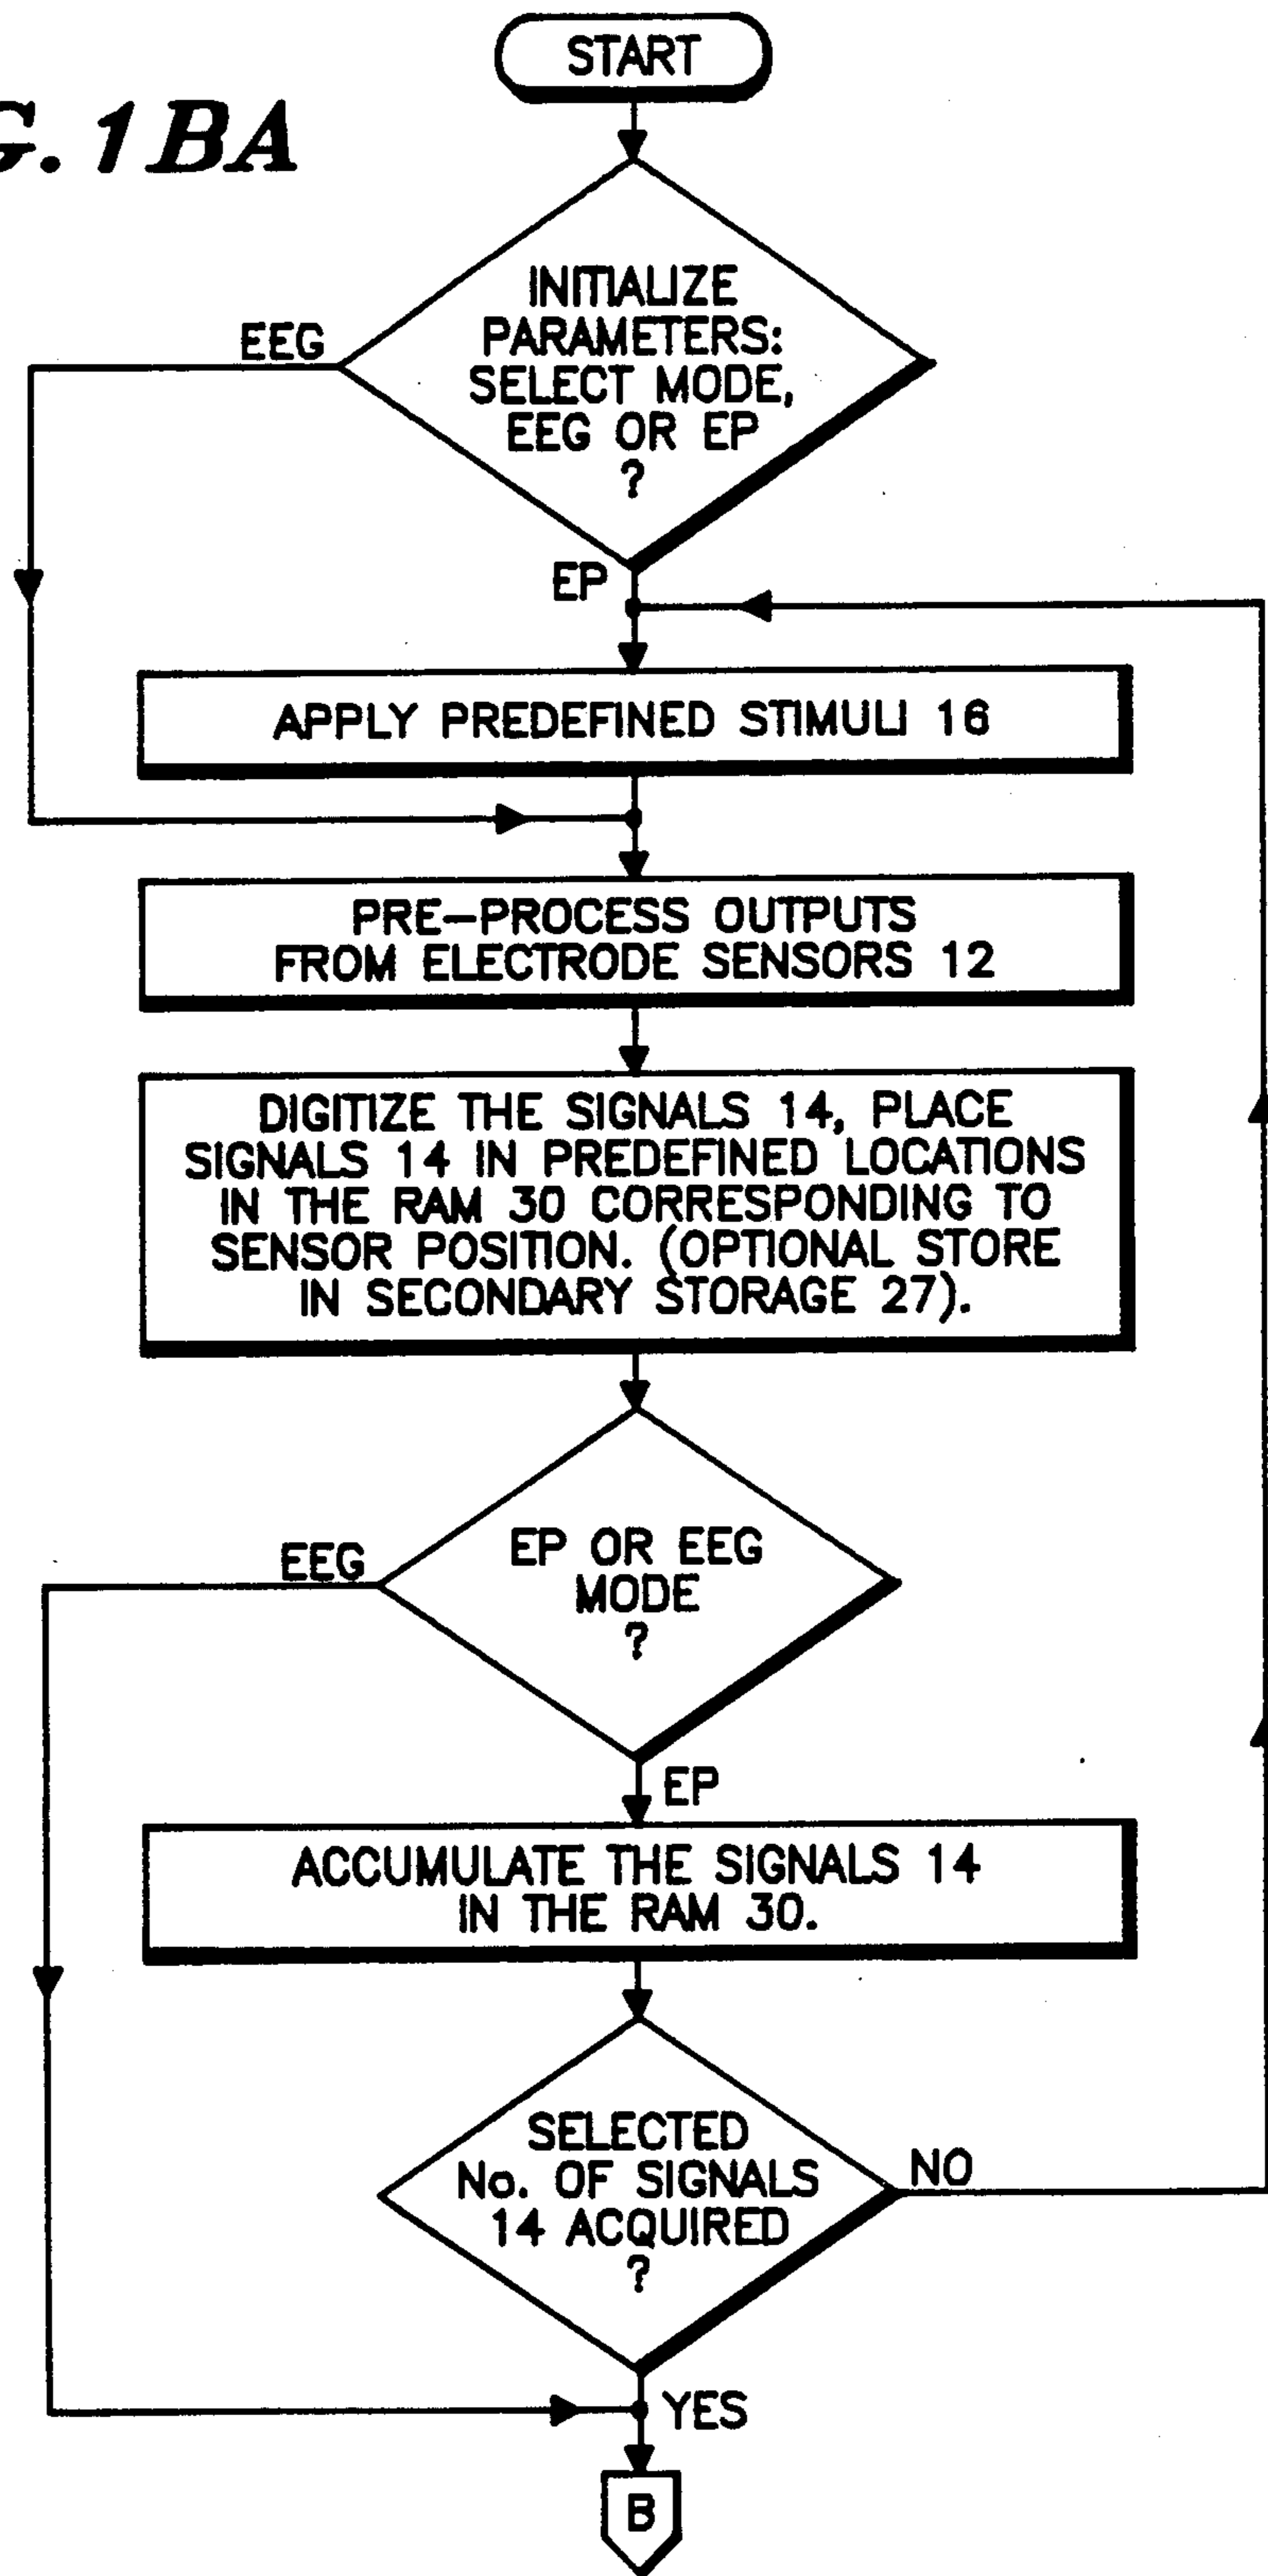 G. 1BA
START
INITIALIZE
PARAMETERS:
SELECT MODE,
EEG OR EP
?
EEG
EP
APPLY PREDEFINED STIMULI 16
PRE-PROCESS OUTPUTS
FROM ELECTRODE SENSORS 12
DIGITIZE THE SIGNALS 14, PLACE
SIGNALS 14 IN PREDEFINED LOCATIONS
IN THE RAM 30 CORRESPONDING TO
SENSOR POSITION. (OPTIONAL STORE
IN SECONDARY STORAGE 27).
EP OR EEG
MODE
?
EEG
EP
ACCUMULATE THE SIGNALS 14
IN THE RAM 30.
SELECTED
No. OF SIGNALS
14 ACQUIRED
?
NO
YES
B